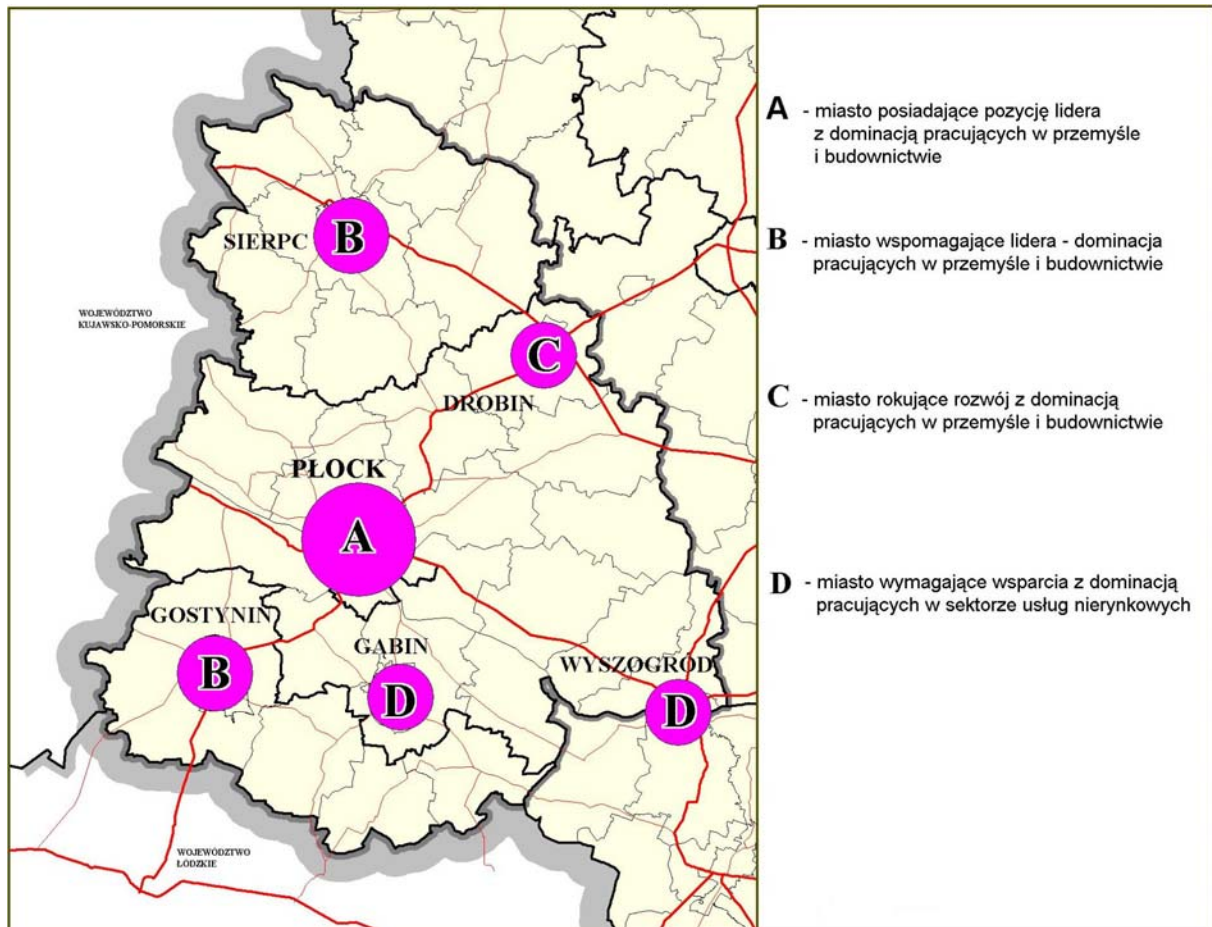 SIERPC
B
WOJEWÓDZTWO
KUJAWSKO-POMORSKIE
C
DROBIN
PŁOCK
A
GOSTYNIN
B
GĄBIN
D
WYSZOGRÓD
D
WOJEWÓDZTWO
ŁÓDZKIE
A - miasto posiadające pozycję lidera
z dominacją pracujących w przemyśle
i budownictwie
B - miasto wspomagające lidera - dominacja
pracujących w przemyśle i budownictwie
C - miasto rokujące rozwój z dominacją
pracujących w przemyśle i budownictwie
D - miasto wymagające wsparcia z dominacją
pracujących w sektorze usług nierynkowych